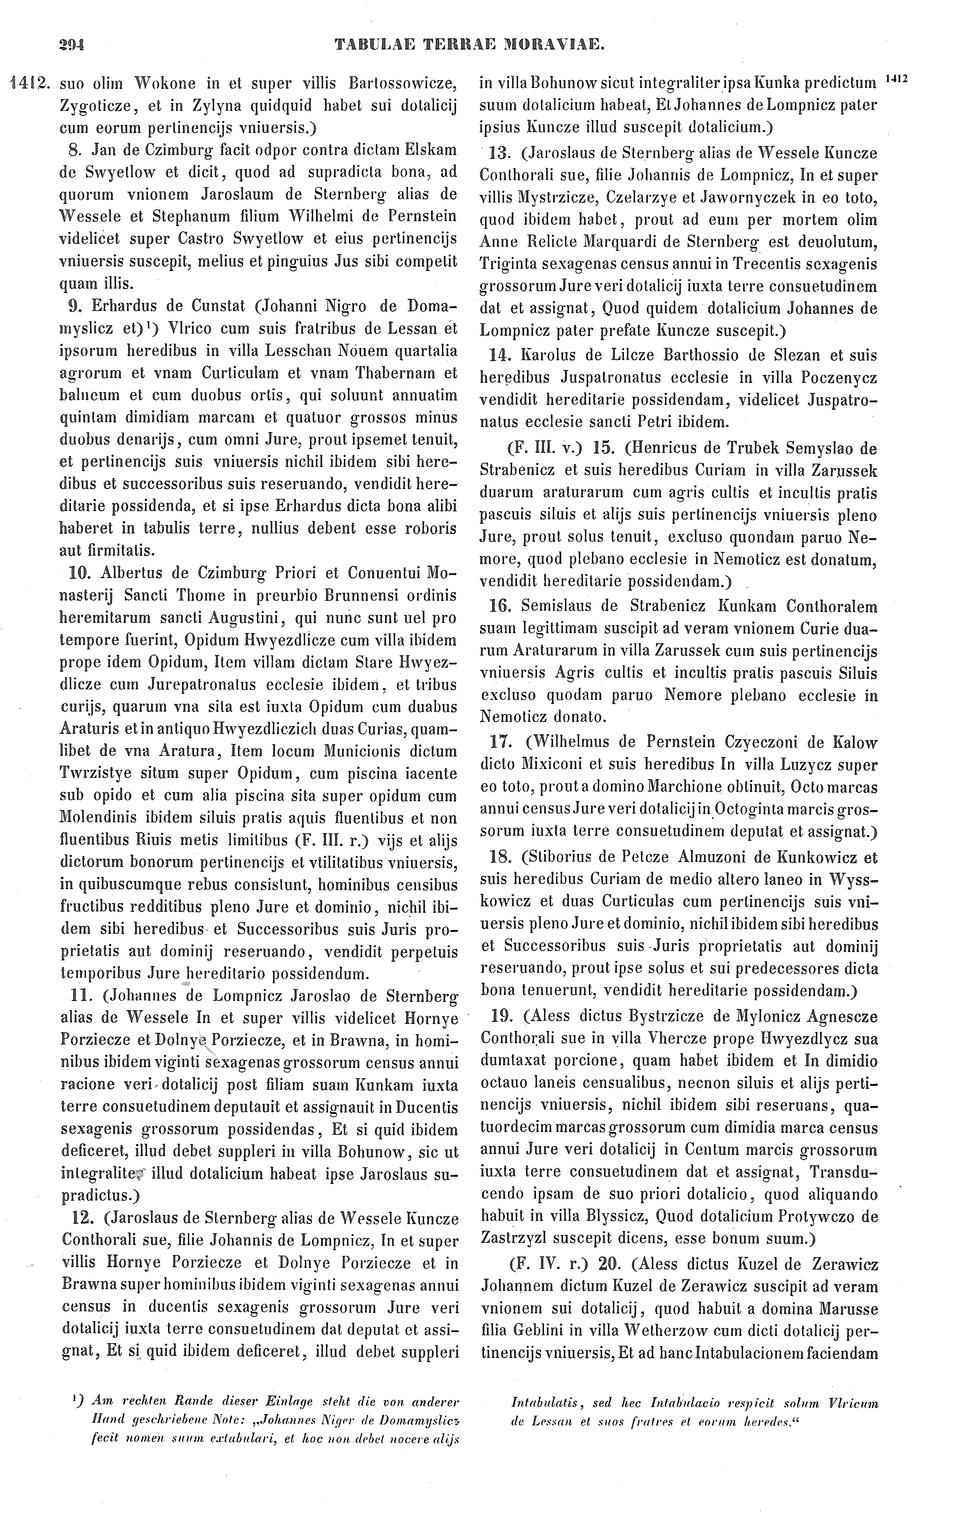 294
TABULAE TERRAE MORAVIAE.
1412. suo olim Wokone in et super villis Bartossowicze,
Zygoticze, et in Zylyna quidquid habet sui dotalicij
cum eorum pertinencijs vniuersis.)
8. Jan de Czimburg facit odpor contra dictam Elskam
de Swyetlow et dicit, quod ad supradicta bona, ad
quorum vnionem Jaroslaum de Sternberg alias de
Wessele et Stephanum filium Wilhelmi de Pernstein
videlicet super Castro Swyetlow et eius pertinencijs
vniuersis suscepit, melius et pinguius Jus sibi competit
quam illis.
9. Erhardus de Cunstat (Johanni Nigro de Doma-
myslicz et)¹) Vlrico cum suis fratribus de Lessan et
ipsorum heredibus in villa Lesschan Nouem quartalia
agrorum et vnam Curticulam et vnam Thabernam et
balneum et cum duobus ortis, qui soluunt annuatim
quintam dimidiam marcam et quatuor grossos minus
duobus denarijs, cum omni Jure, prout ipsemet tenuit,
et pertinencijs suis vniuersis nichil ibidem sibi here-
dibus et successoribus suis reseruando, vendidit here-
ditarie possidenda, et si ipse Erhardus dicta bona alibi
haberet in tabulis terre, nullius debent esse roboris
aut firmitatis.
10. Albertus de Czimburg Priori et Conuentui Mo-
nasterij Sancti Thome in preurbio Brunnensi ordinis
heremitarum sancti Augustini, qui nunc sunt uel pro
tempore fuerint, Opidum Hwyezdlicze cum villa ibidem
prope idem Opidum, Item villam dictam Stare Hwyez-
dlicze cum Jurepatronatus ecclesie ibidem, et tribus
curijs, quarum vna sita est iuxta Opidum cum duabus
Araturis et in antiquo Hwyezdliczich duas Curias, quam-
libet de vna Aratura, Item locum Municionis dictum
Twrzistye situm super Opidum, cum piscina iacente
sub opido et cum alia piscina sita super opidum cum
Molendinis ibidem siluis pratis aquis fluentibus et non
fluentibus Riuis metis limitibus (F. III. r.) vijs et alijs
dictorum bonorum pertinencijs et vtilitatibus vniuersis,
in quibuscumque rebus consistunt, hominibus censibus
fructibus redditibus pleno Jure et dominio, nichil ibi-
dem sibi heredibus et Successoribus suis Juris pro-
prietatis aut dominij reseruando, vendidit perpetuis
temporibus Jure hereditario possidendum.
11. (Johannes de Lompnicz Jaroslao de Sternberg
alias de Wessele In et super villis videlicet Hornye
Porziecze et Dolnye Porziecze, et in Brawna, in homi-
nibus ibidem viginti sexagenas grossorum census annui
racione veri dotalicij post filiam suam Kunkam iuxta
terre consuetudinem deputauit et assignauit in Ducentis
sexagenis grossorum possidendas, Et si quid ibidem
deficeret, illud debet suppleri in villa Bohunow, sic ut
integraliter illud dotalicium habeat ipse Jaroslaus su-
pradictus.)
12. (Jaroslaus de Sternberg alias de Wessele Kuncze
Conthorali sue, filie Johannis de Lompnicz, In et super
villis Hornye Porziecze et Dolnye Porziecze et in
Brawna super hominibus ibidem viginti sexagenas annui
census in ducentis sexagenis grossorum Jure veri
dotalicij iuxta terre consuetudinem dat deputat et assi-
gnat, Et si quid ibidem deficeret, illud debet suppleri
in villa Bohunow sicut integraliter ipsa Kunka predictum 1412
suum dotalicium habeat, Et Johannes de Lompnicz pater
ipsius Kuncze illud suscepit dotalicium.)
13. (Jaroslaus de Sternberg alias de Wessele Kuncze
Conthorali sue, filie Johannis de Lompnicz, In et super
villis Mystrzicze, Czelarzye et Jawornyczek in eo toto,
quod ibidem habet, prout ad eum per mortem olim
Anne Relicte Marquardi de Sternberg est deuolutum,
Triginta sexagenas census annui in Trecentis sexagenis
grossorum Jure veri dotalicij iuxta terre consuetudinem
dat et assignat, Quod quidem dotalicium Johannes de
Lompnicz pater prefate Kuncze suscepit.)
14. Karolus de Lilcze Barthossio de Slezan et suis
heredibus Juspatronatus ecclesie in villa Poczenycz
vendidit hereditarie possidendam, videlicet Juspatro-
natus ecclesie sancti Petri ibidem.
(F. III. v.) 15. (Henricus de Trubek Semyslao de
Strabenicz et suis heredibus Curiam in villa Zarussek
duarum araturarum cum agris cultis et incultis pratis
pascuis siluis et alijs suis pertinencijs vniuersis pleno
Jure, prout solus tenuit, excluso quondam paruo Ne-
more, quod plebano ecclesie in Nemoticz est donatum,
vendidit hereditarie possidendam.)
16. Semislaus de Strabenicz Kunkam Conthoralem
suam legittimam suscipit ad veram vnionem Curie dua-
rum Araturarum in villa Zarussek cum suis pertinencijs
vniuersis Agris cultis et incultis pratis pascuis Siluis
excluso quodam paruo Nemore plebano ecclesie in
Nemoticz donato.
17. (Wilhelmus de Pernstein Czyeczoni de Kalow
dicto Mixiconi et suis heredibus In villa Luzycz super
eo toto, prout a domino Marchione obtinuit, Octo marcas
annui census Jure veri dotalicij in Octoginta marcis gros-
sorum iuxta terre consuetudinem deputat et assignat.)
18. (Stiborius de Petcze Almuzoni de Kunkowicz et
suis heredibus Curiam de medio altero laneo in Wyss-
kowicz et duas Curticulas cum pertinencijs suis vni-
uersis pleno Jure et dominio, nichil ibidem sibi heredibus
et Successoribus suis Juris proprietatis aut dominij
reseruando, prout ipse solus et sui predecessores dicta
bona tenuerunt, vendidit hereditarie possidendam.)
19. (Aless dictus Bystrzicze de Mylonicz Agnescze
Conthorali sue in villa Vhercze prope Hwyezdlycz sua
dumtaxat porcione, quam habet ibidem et In dimidio
octauo laneis censualibus, necnon siluis et alijs perti-
nencijs vniuersis, nichil ibidem sibi reseruans, qua-
tuordecim marcas grossorum cum dimidia marca census
annui Jure veri dotalicij in Centum marcis grossorum
iuxta terre consuetudinem dat et assignat, Transdu-
cendo ipsam de suo priori dotalicio, quod aliquando
habuit in villa Blyssicz, Quod dotalicium Protywczo de
Zastrzyzl suscepit dicens, esse bonum suum.)
(F. IV. r.) 20. (Aless dictus Kuzel de Zerawicz
Johannem dictum Kuzel de Zerawicz suscipit ad veram
vnionem sui dotalicij, quod habuit a domina Marusse
filia Geblini in villa Wetherzow cum dicti dotalicij per-
tinencijs vniuersis, Et ad hanc Intabulacionem faciendam
¹) Am rechten Rande dieser Einlage steht die von anderer
Hand geschriebene Note: „Johannes Niger de Domamyslicz
fecit nomen suum extabulari, et hoc non debet nocere alijs
Intabulatis, sed hec Intabulacio respicit solum Vlricum
de Lessan et suos fratres et eorum heredes.“